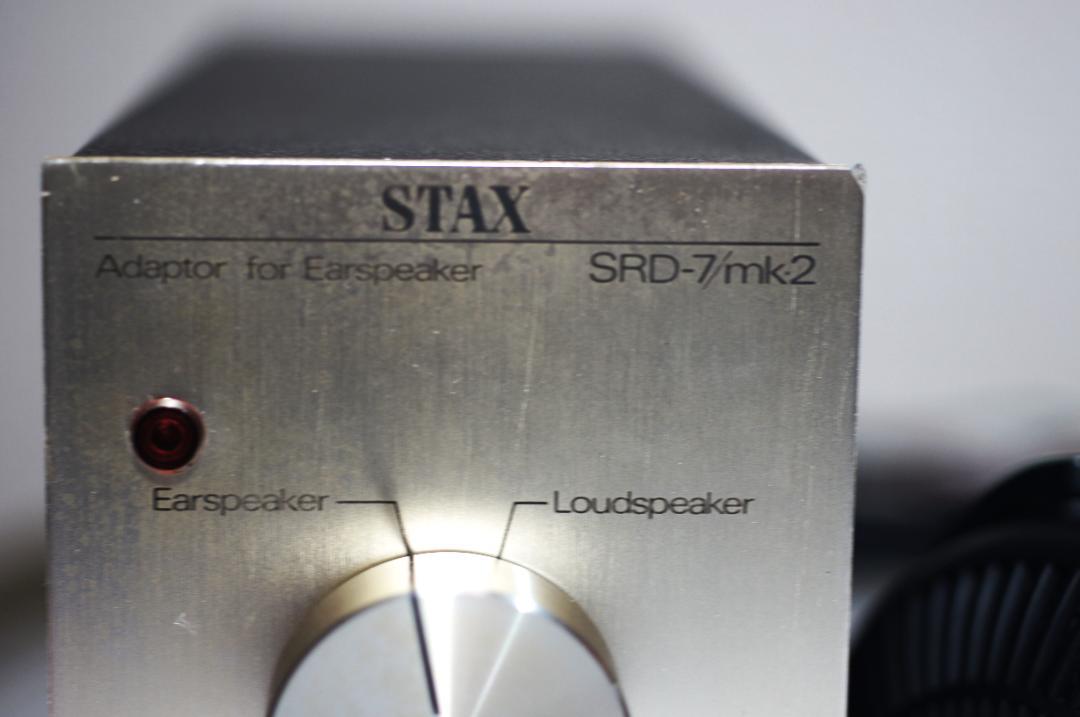 STAX
Adaptor for Earspeaker SRD-7/mk-2
Earspeaker Loudspeaker